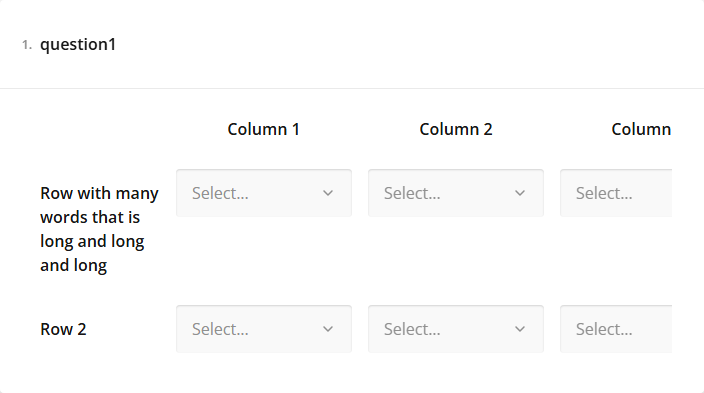 1. question1
Column 1 Column 2 Column
Row with many Select... Select... Select...
words that is
long and long
and long
Row 2 Select... Select... Select...